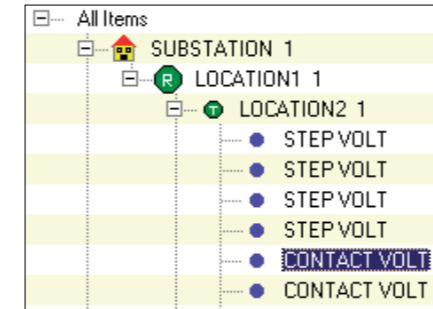 All Items
SUBSTATION 1
R LOCATION1 1
T LOCATION2 1
STEP VOLT
STEP VOLT
STEP VOLT
STEP VOLT
CONTACT VOLT
CONTACT VOLT